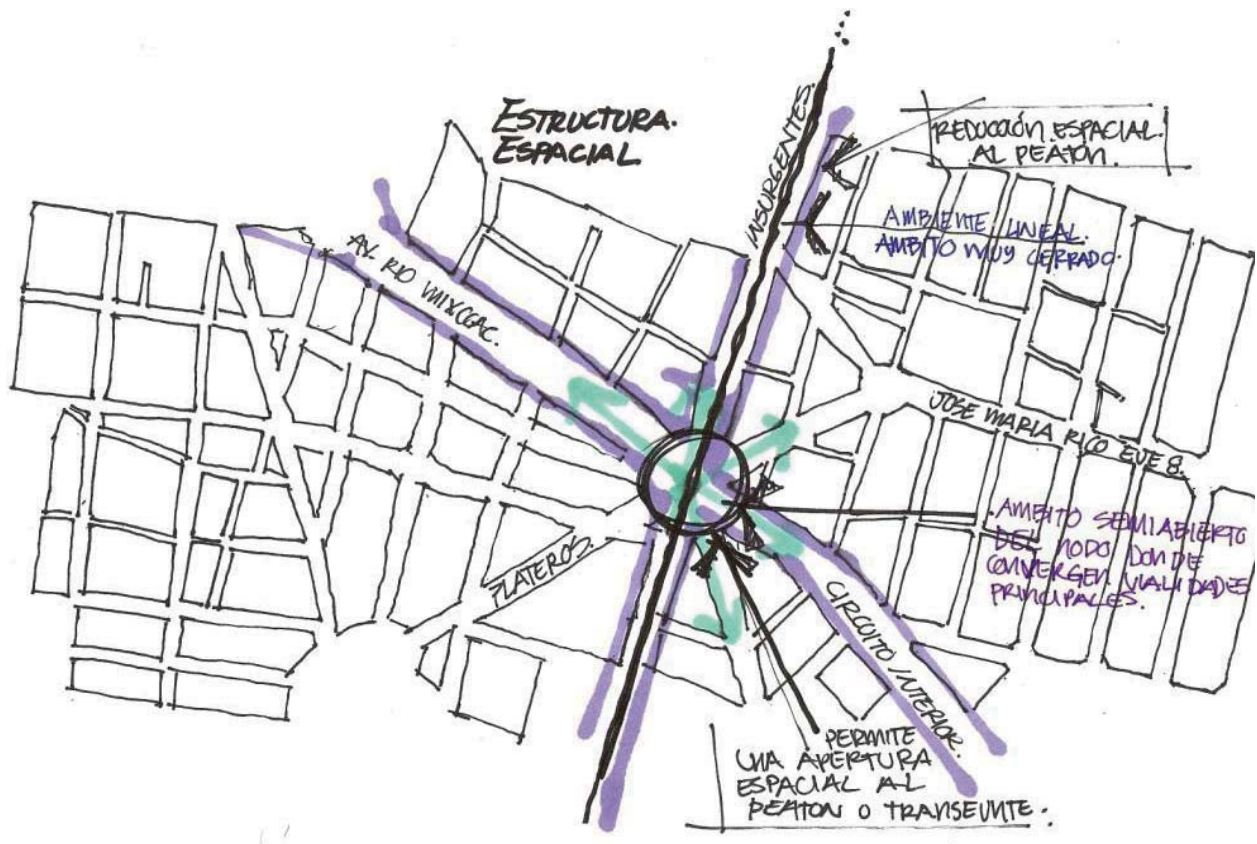 ESTRUCTURA.
ESPACIAL
INSURGENTES.
REDUCCIÓN ESPACIAL.
AL PEATON.
AMBIENTE LINEAL.
AMBITO MUY CERRADO.
AV. RIO MIXCOAC.
JOSE MARIA RICO EJE 8.
AMBITO SEMIABIERTO
DEL NODO DONDE
CONVERGEN VIALIDADES
PRINCIPALES.
PLATEROS.
CIRCUITO INTERIOR.
PERMITE
UNA APERTURA
ESPACIAL AL
PEATON O TRANSEUNTE.